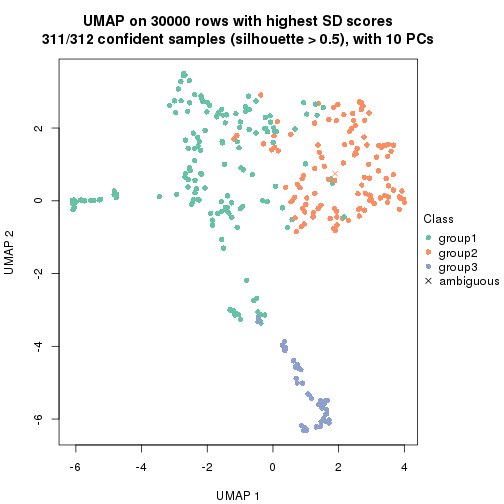 UMAP on 30000 rows with highest SD scores
311/312 confident samples (silhouette > 0.5), with 10 PCs
2
0
-2
-4
-6
UMAP 2
-6 -4 -2 0 2 4
UMAP 1
Class
group1
group2
group3
ambiguous